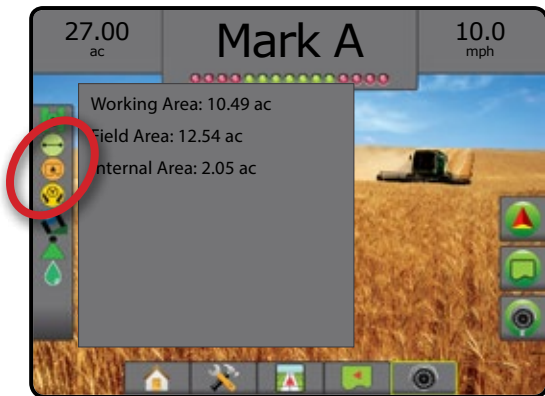 27.00
ac
Mark A
10.0
mph
Working Area: 10.49 ac
Field Area: 12.54 ac
Internal Area: 2.05 ac